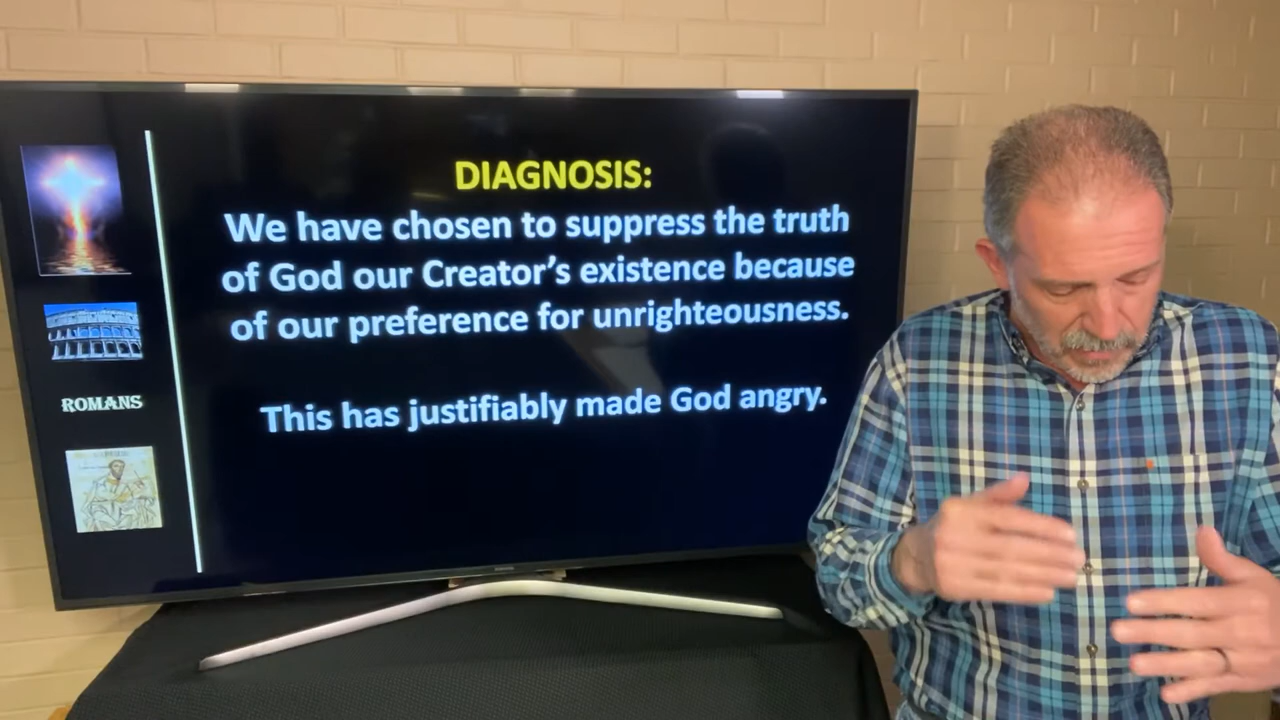 DIAGNOSIS:
We have chosen to suppress the truth
of God our Creator’s existence because
of our preference for unrighteousness.
This has justifiably made God angry.
ROMANS